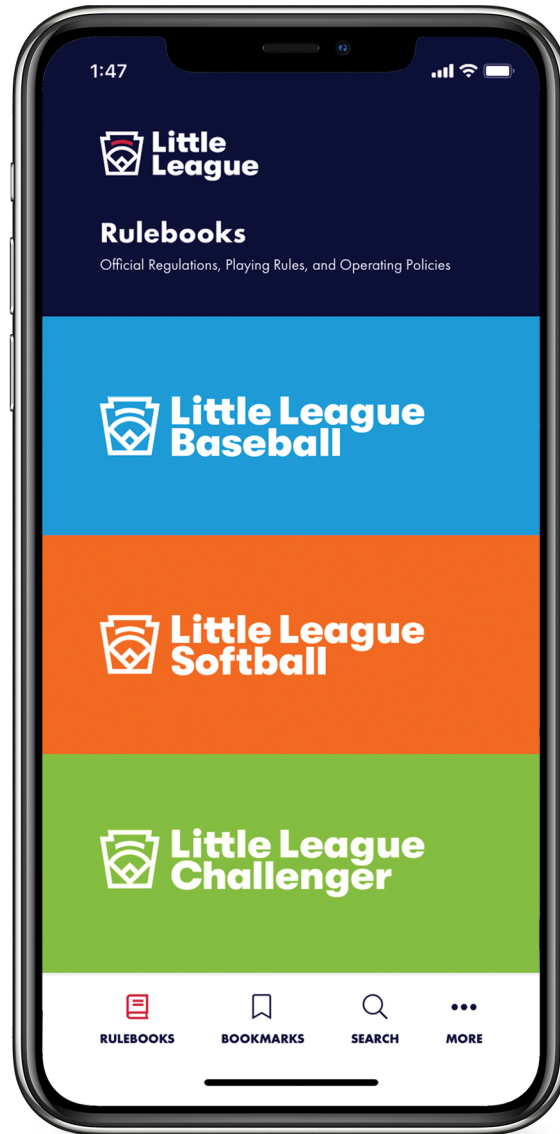 1:47
Little
League
Rulebooks
Official Regulations, Playing Rules, and Operating Policies
Little League
Baseball
Little League
Softball
Little League
Challenger
RULEBOOKS BOOKMARKS SEARCH MORE